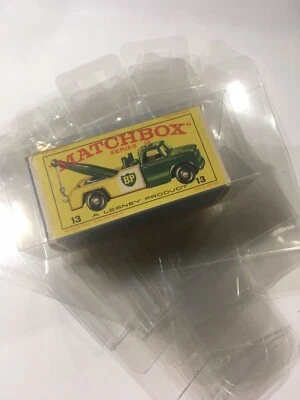 MATCHBOX"
SERIES
BP
13 A LESNEY PRODUCT 13